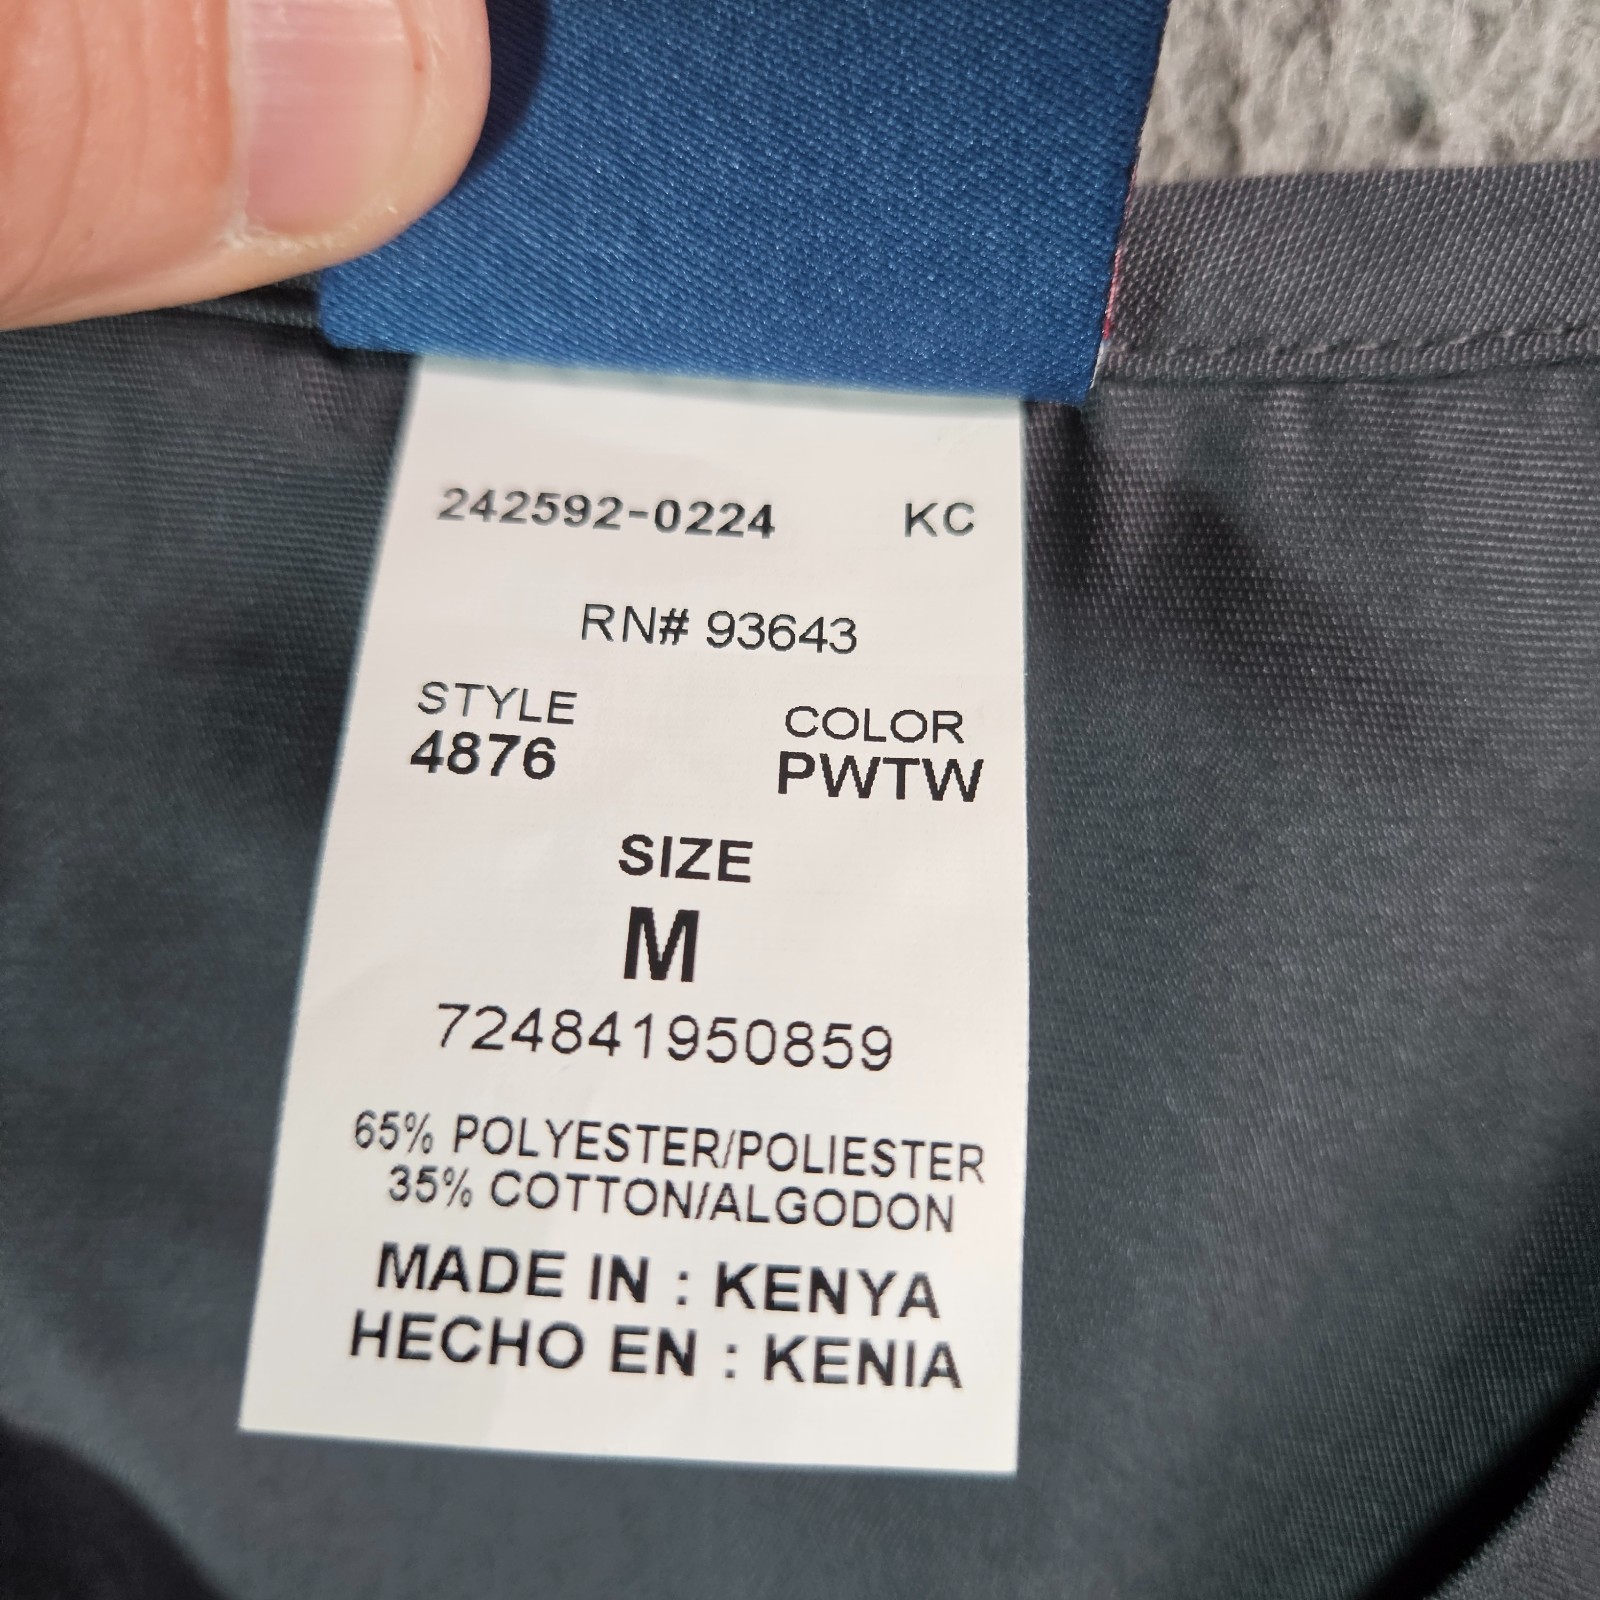 242592-0224 KC
RN# 93643
STYLE COLOR
4876 PWTW
SIZE
M
724841950859
65% POLYESTER/POLIESTER
35% COTTON/ALGODON
MADE IN : KENYA
HECHO EN : KENIA